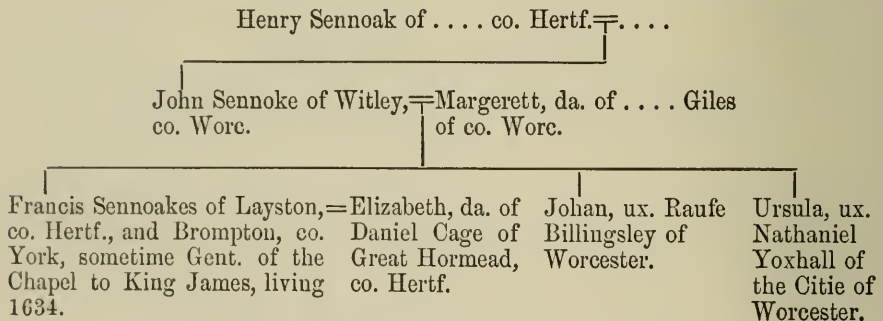 Henry Sennoak of . . . . co. Hertf.=. . . .
John Sennoke of Witley,=Margerett, da. of . . . . Giles
co. Worc.
of co. Worc.
Francis Sennoakes of Layston,=
co. Hertf., and Brompton, co.
York, sometime Gent. of the
Chapel to King James, living
1634.
Elizabeth, da. of
Daniel Cage of
Great Hormead,
co. Hertf.
Johan, ux. Raufe
Billingsley of
Worcester.
Ursula, ux.
Nathaniel
Yoxhall of
the Citie of
Worcester.